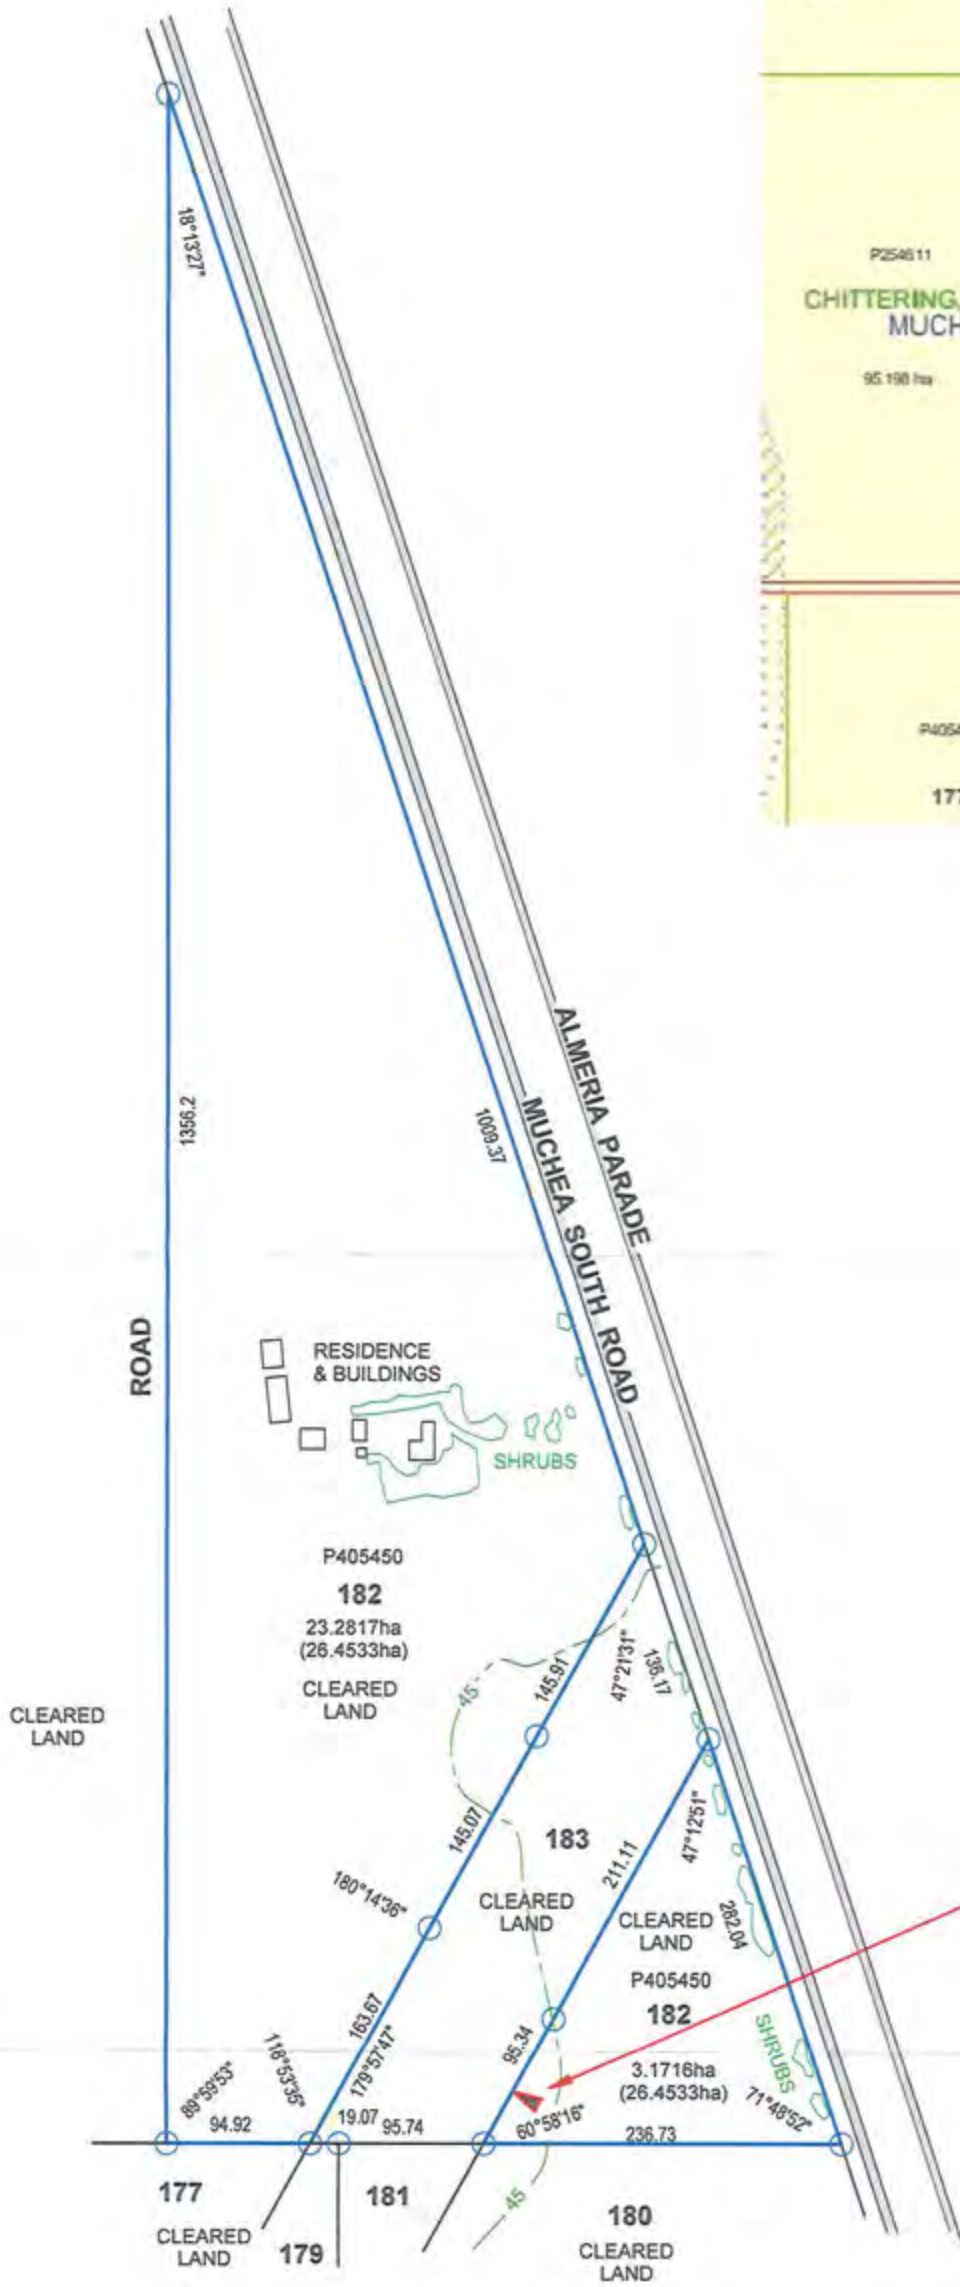 P254611
CHITTERING,
MUCH
95.198 ha
18°13'27"
P4054
177
ALMERIA PARADE
1356.2
1009.37
MUCHEA SOUTH ROAD
ROAD
RESIDENCE
& BUILDINGS
SHRUBS
P405450
182
23.2817ha
(26.4533ha)
CLEARED
LAND
CLEARED
LAND
45
145.91
47°21'31"
136.17
145.07
183
211.11
47°12'51"
180°14'36"
CLEARED
LAND
CLEARED
LAND
282.04
P405450
182
163.67
95.34
SHRUBS
3.1716ha
(26.4533ha)
89°59'53"
118°53'35"
179°57'47"
71°48'52"
94.92
19.07
95.74
60°58'16"
236.73
177
181
45
180
CLEARED
LAND
179
CLEARED
LAND